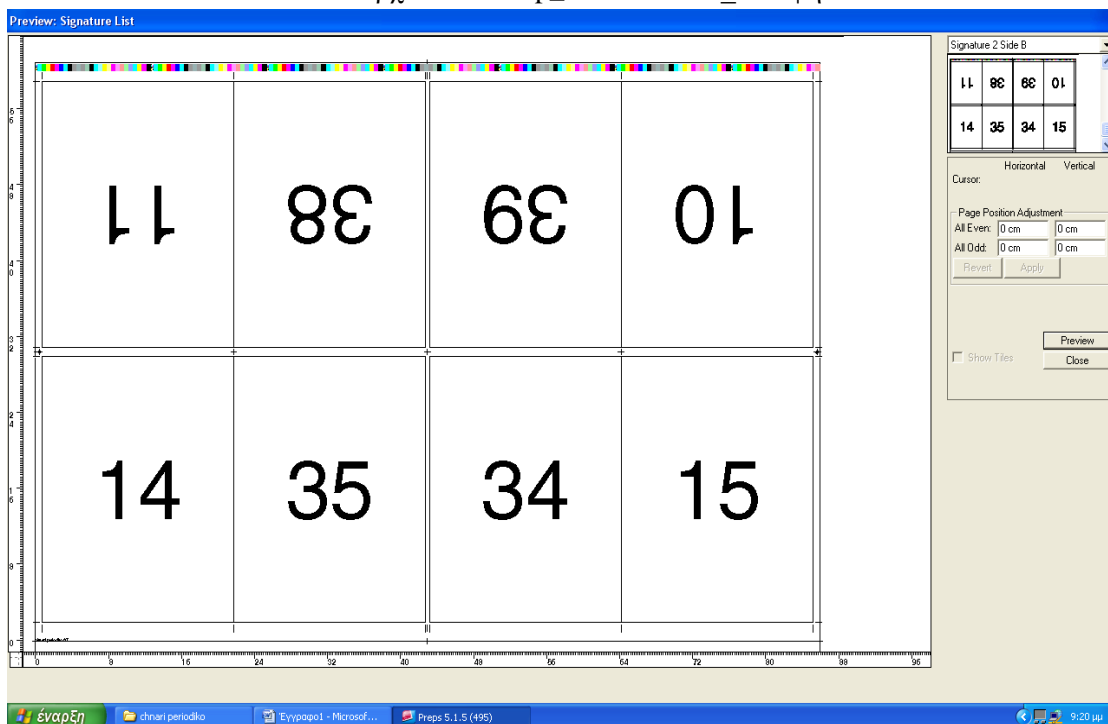 Preview: Signature List
11 38 39 10
14 35 34 15
0 8 16 24 32 40 48 56 64 72 80 88 96
Signature 2 Side B
11 38 39 10
14 35 34 15
Horizontal Vertical
Cursor:
Page Position Adjustment
All Even: 0 cm 0 cm
All Odd: 0 cm 0 cm
Revert Apply
Preview
Show Tiles
Close
έναρξη
chnari periodiko
Έγγραφο1 - Microsof...
Preps 5.1.5 (495)
9:20 μμ